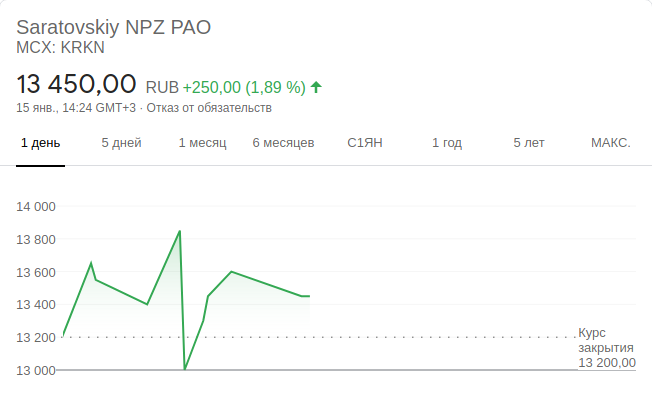 Saratovskiy NPZ PAO
MCX: KRKN
13 450,00 RUB +250,00 (1,89 %)
15 янв., 14:24 GMT+3 · Отказ от обязательств
1 день 5 дней 1 месяц 6 месяцев С1ЯН 1 год 5 лет МАКС.
14 000
13 800
13 600
13 400
13 200
13 000
Курс
закрытия
13 200,00